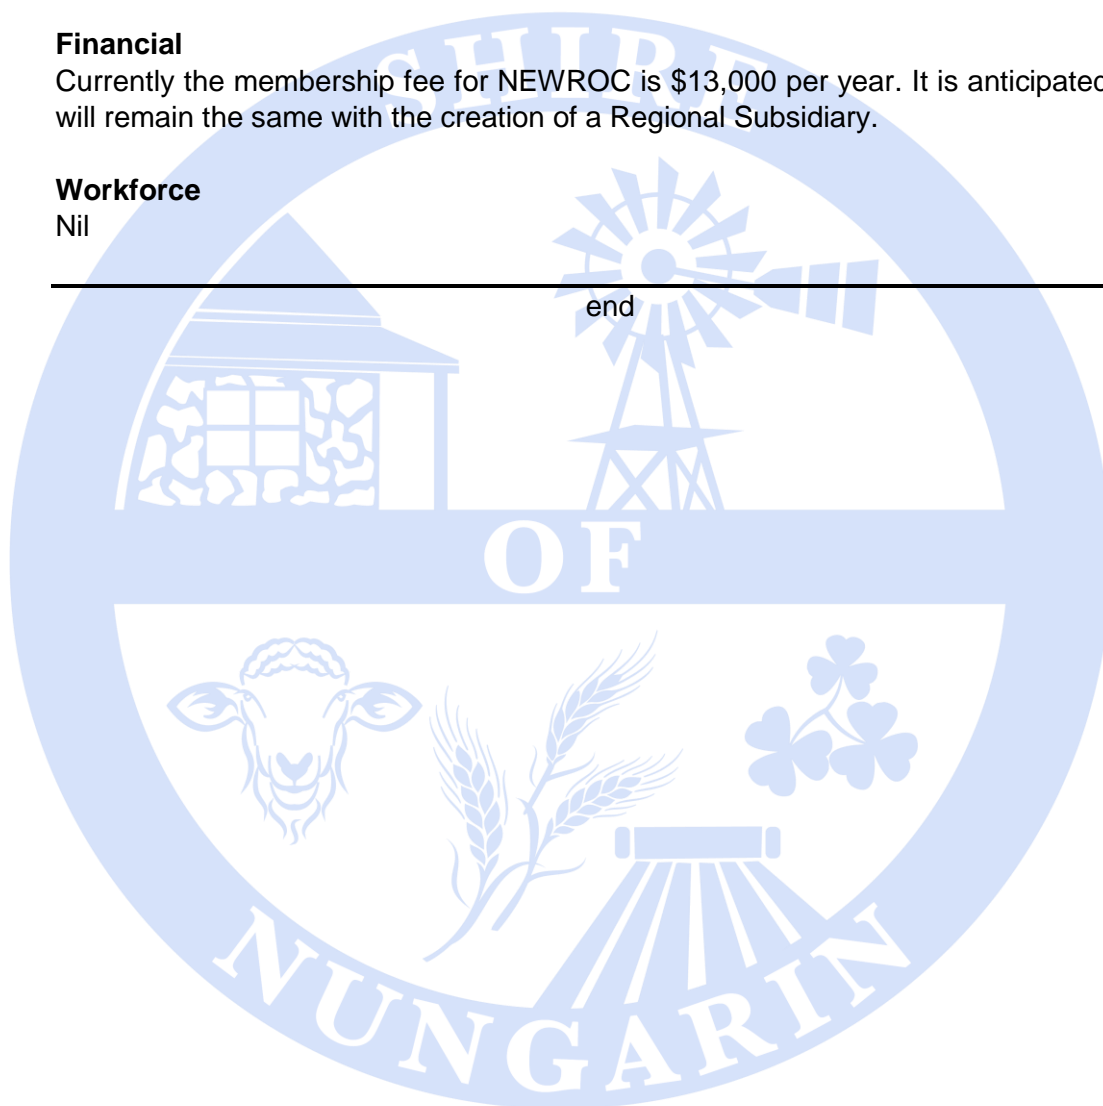 Financial
Currently the membership fee for NEWROC is $13,000 per year. It is anticipated
will remain the same with the creation of a Regional Subsidiary.
Workforce
Nil
end
SHIRE
OF
NUNGARIN